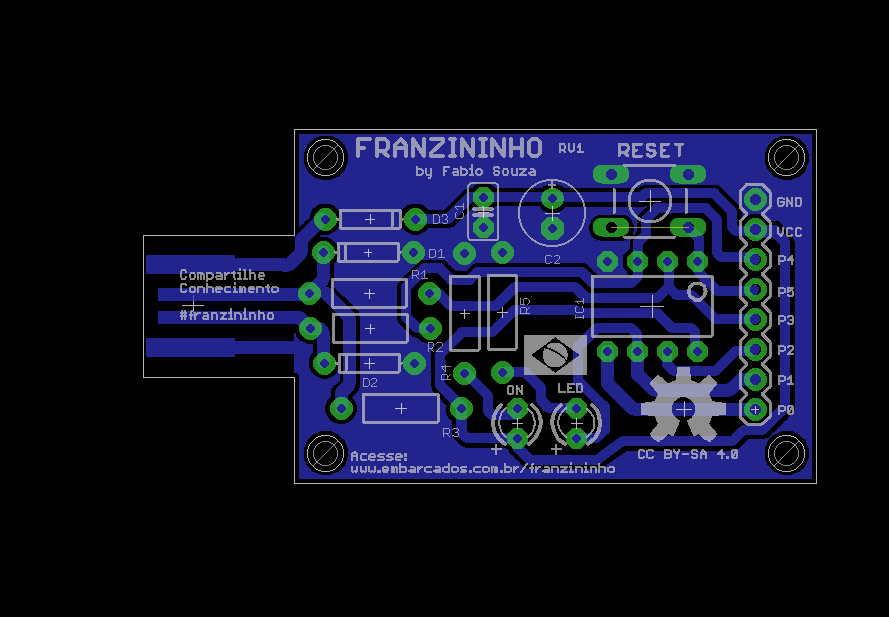 FRANZININHO RV1 RESET
by Fabio Souza
GND
C1
D3
VCC
D1
C2
P4
Compartilhe
Conhecimento
R1
P5
R5
IC1
#franzininho
P3
R2
P2
R4
P1
D2
ON
LED
P0
R3
CC BY-SA 4.0
Acesse:
www.embarcados.com.br/franzininho